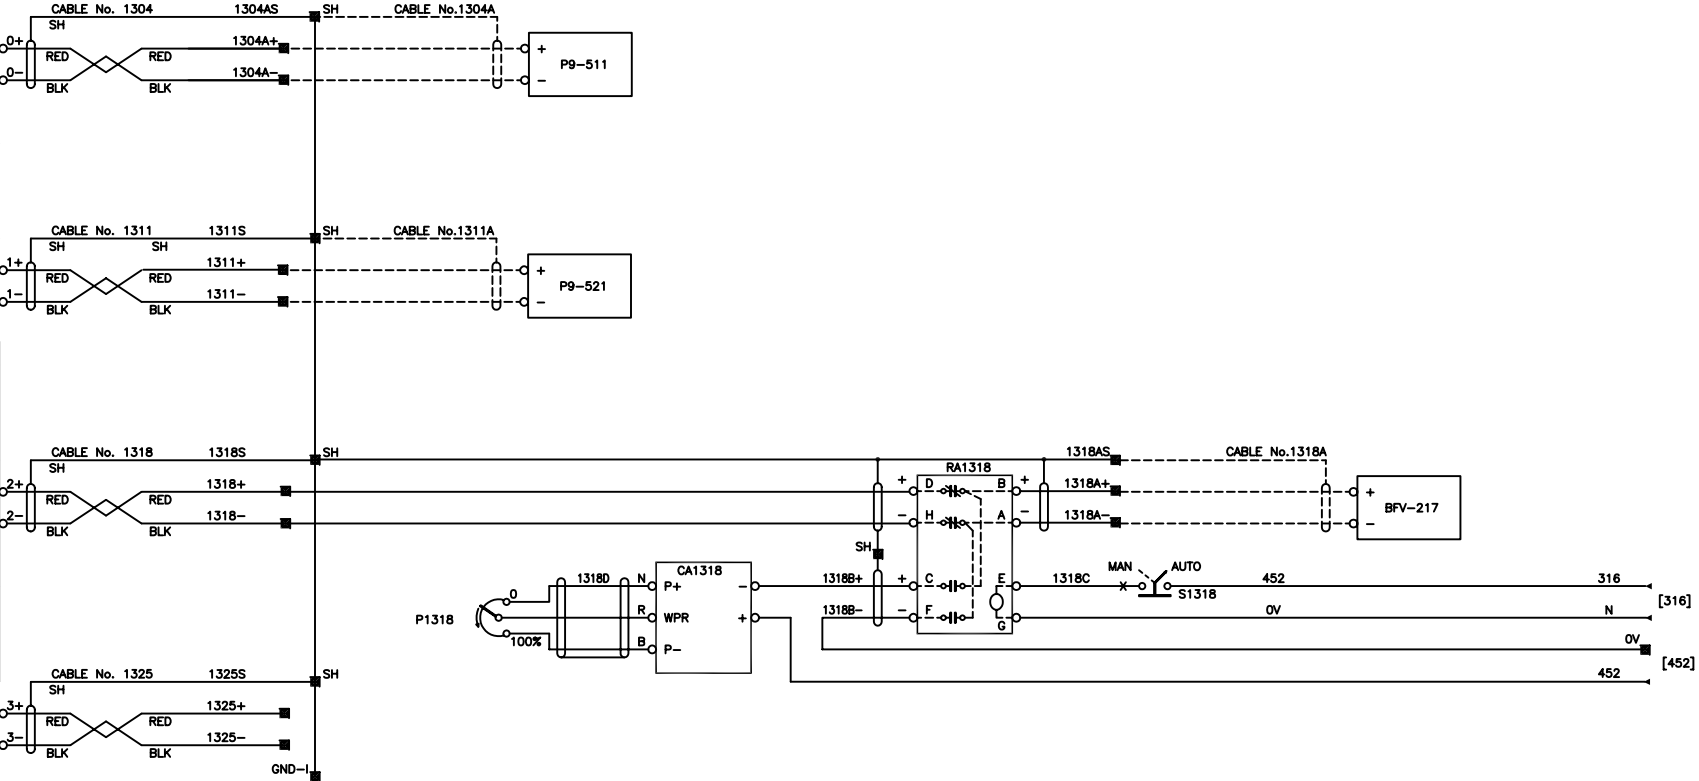 CABLE No. 1304 1304AS SH CABLE No.1304A
SH
0+ RED RED 1304A+ +
P9-511
0- BLK BLK 1304A- -
CABLE No. 1311 1311S SH CABLE No.1311A
SH SH
1+ RED RED 1311+ +
P9-521
1- BLK BLK 1311- -
CABLE No. 1318 1318S SH 1318AS CABLE No.1318A
SH RA1318
2+ RED RED 1318+ + D B + 1318A+ +
BFV-217
2- BLK BLK 1318- - H A - 1318A- -
SH
CA1318 MAN AUTO
0 1318D N P+ - 1318B+ + C E 1318C 452 316
S1318
[316]
P1318 R WPR + 1318B- - F G 0V N
100% B P- 0V
[452]
452
CABLE No. 1325 1325S SH
SH
3+ RED RED 1325+
3- BLK BLK 1325-
GND-I